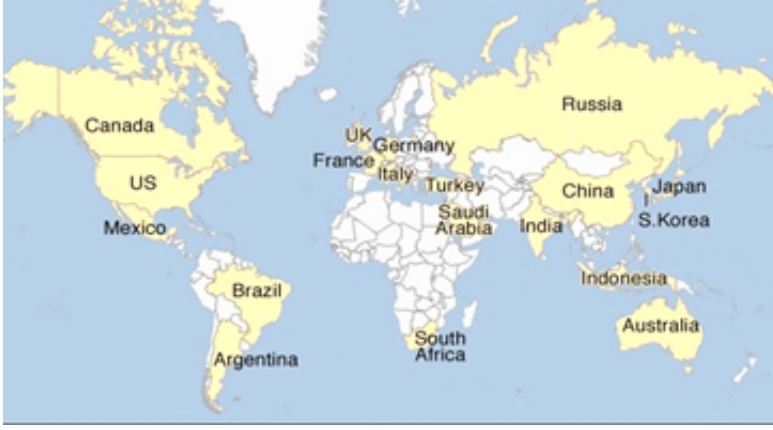 Russia
Canada
UK
Germany
France
Italy
US
Turkey
China
Japan
Saudi
Arabia
India
S.Korea
Mexico
Indonesia
Brazil
Australia
South
Africa
Argentina